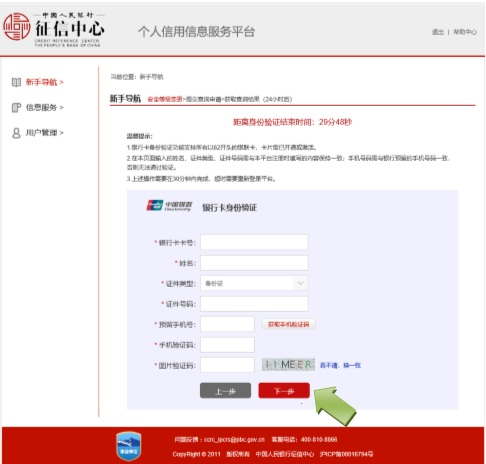 中国人民银行
征信中心
CREDIT REFERENCE CENTER,
THE PEOPLE'S BANK OF CHINA
个人信用信息服务平台
退出 | 帮助中心
新手导航 >
信息服务 >
用户管理 >
当前位置：新手导航
新手导航 安全等级变更>提交查询申请>获取查询结果（24小时后）
距离身份验证结束时间：29分48秒
温馨提示：
1.银行卡身份验证功能支持所有以62开头的银联卡，卡片需已开通或激活。
2.在本页面输入的姓名、证件类型、证件号码需与本平台注册时填写的内容保持一致；手机号码需与银行预留的手机号码一致，
否则无法通过验证。
3.上述操作需要在30分钟内完成，超时需要重新登录平台。
中国银联 银行卡身份验证
China UnionPay
*银行卡卡号：
*姓名：
*证件类型： 身份证
*证件号码：
*预留手机号： 获取手机验证码
*手机验证码：
*图片验证码： 看不清，换一张
上一步 下一步
问题反馈：ccrc_ipcrs@pbc.gov.cn 客服电话：400-810-8866
事业单位 CopyRight © 2011 版权所有 中国人民银行征信中心 沪ICP备08016794号